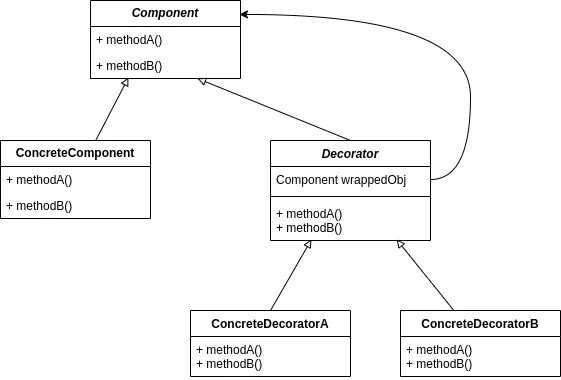 Component
+ methodA()
+ methodB()
ConcreteComponent
+ methodA()
+ methodB()
Decorator
Component wrappedObj
+ methodA()
+ methodB()
ConcreteDecoratorA
+ methodA()
+ methodB()
ConcreteDecoratorB
+ methodA()
+ methodB()